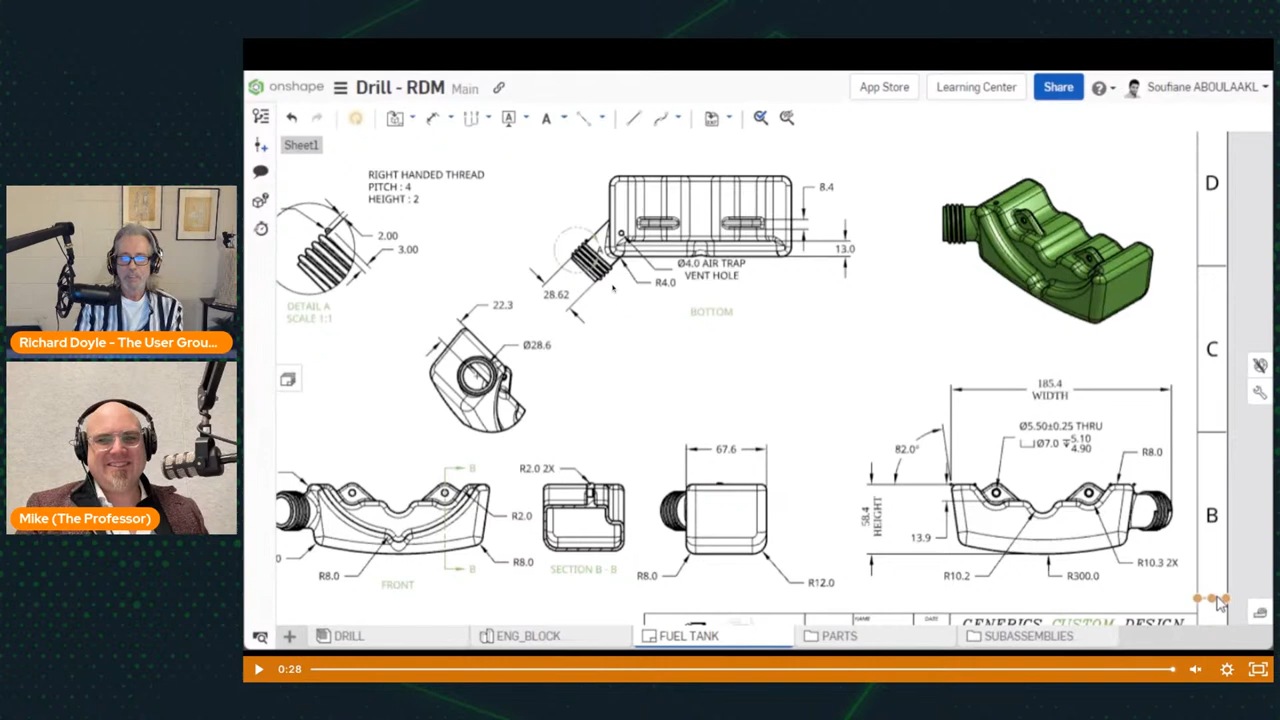 onshape
Drill - RDM
Main
App Store
Learning Center
Share
Soufiane ABOULAAKL
Sheet1
RIGHT HANDED THREAD
PITCH : 4
HEIGHT : 2
2.00
3.00
DETAIL A
SCALE 1:1
8.4
13.0
Ø4.0 AIR TRAP
VENT HOLE
R4.0
28.62
BOTTOM
22.3
Ø28.6
D
C
B
185.4
WIDTH
Ø5.50±0.25 THRU
Ø7.0
5.10
4.90
82.0°
R8.0
58.4
HEIGHT
13.9
R10.2
R300.0
R10.3 2X
67.6
R8.0
R12.0
R2.0 2X
SECTION B - B
B
B
R2.0
R8.0
R8.0
FRONT
NAME
DATE
GENERICS CUSTOM DESIGN
DRILL
ENG_BLOCK
FUEL TANK
PARTS
SUBASSEMBLIES
0:28
Richard Doyle - The User Grou...
Mike (The Professor)